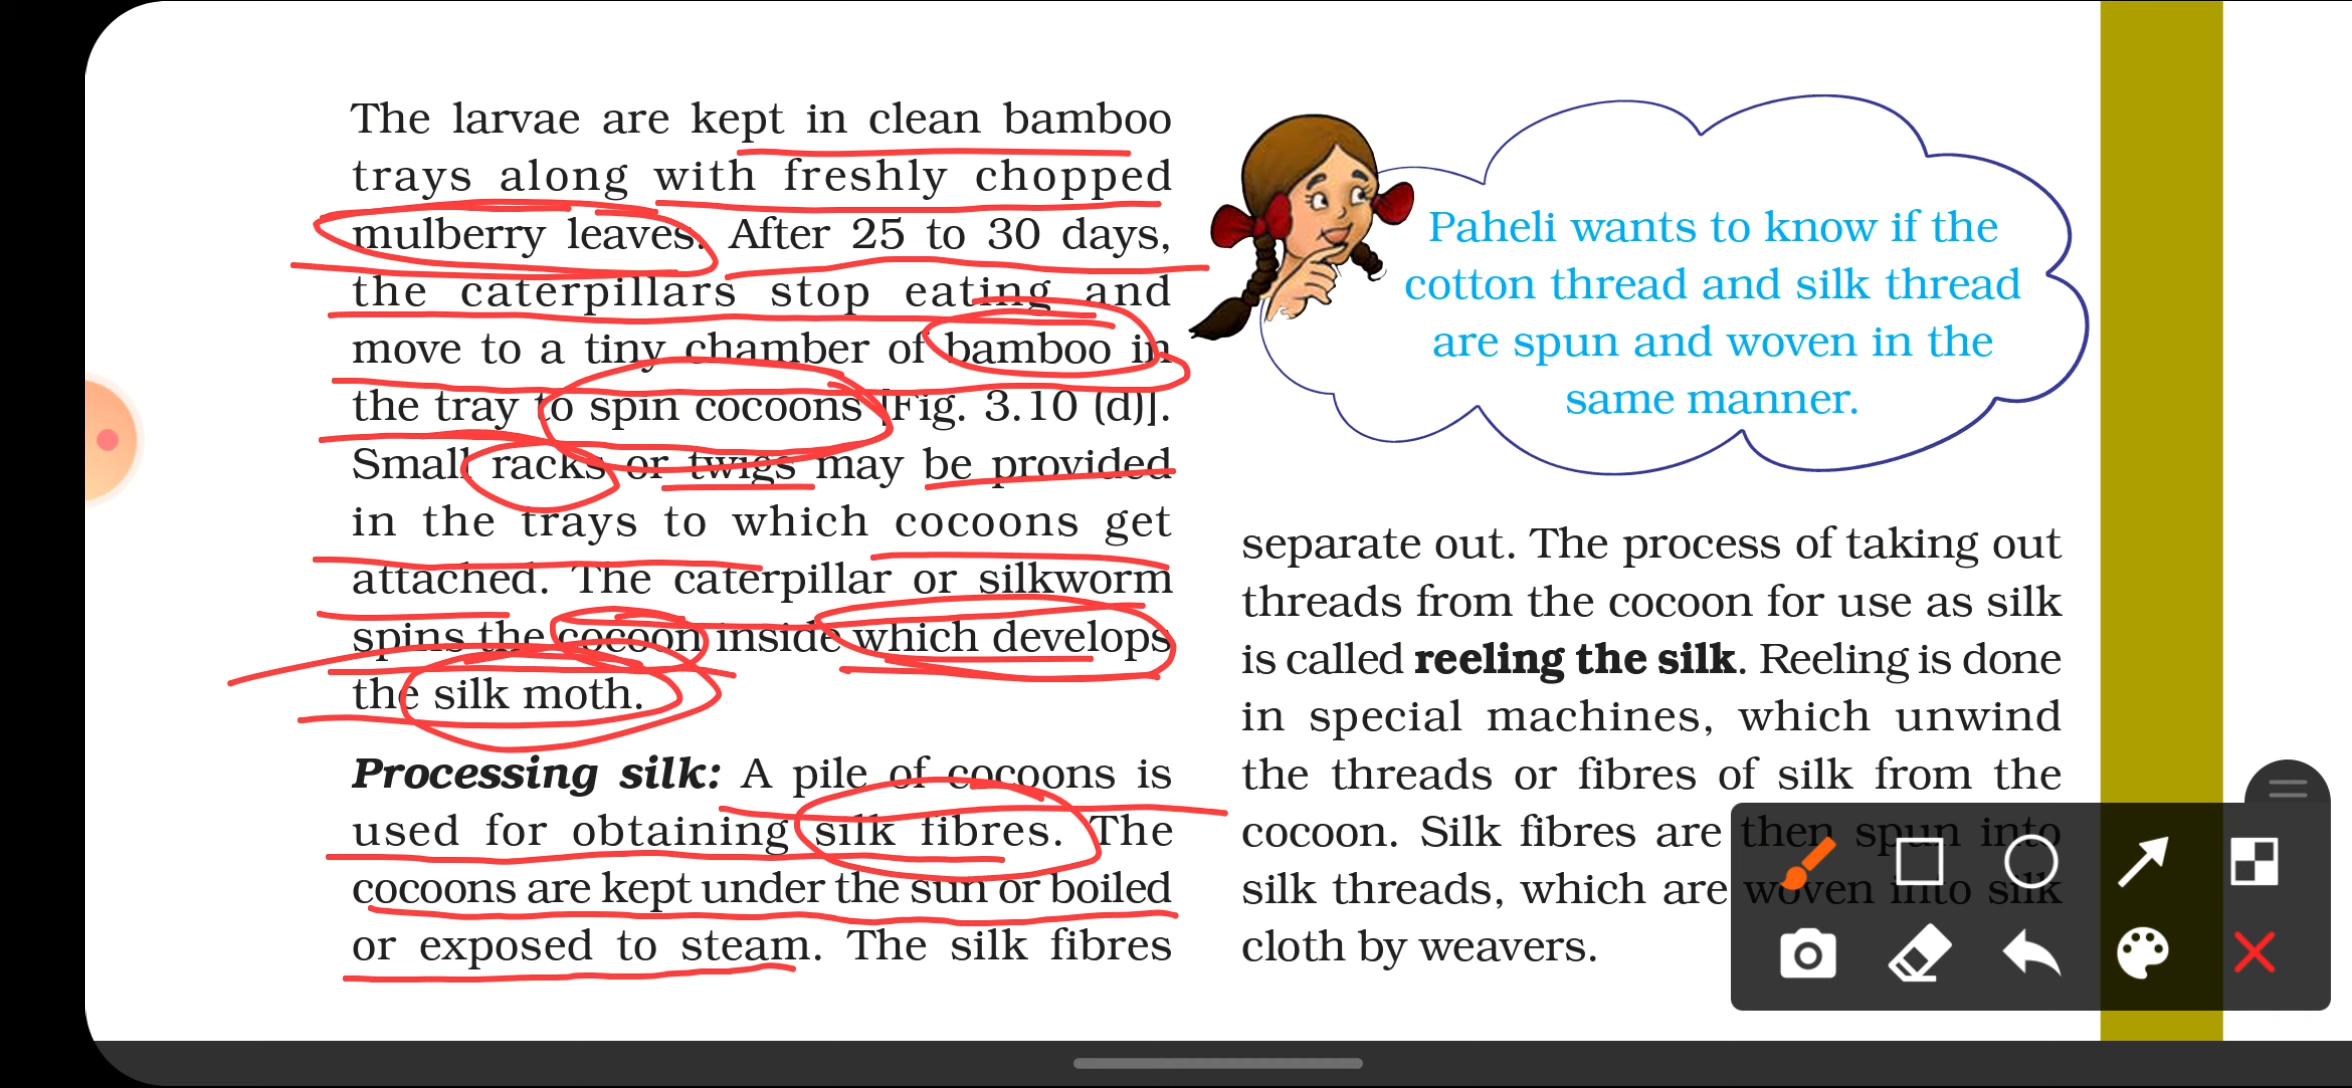 The larvae are kept in clean bamboo
trays along with freshly chopped
mulberry leaves. After 25 to 30 days,
the caterpillars stop eating and
move to a tiny chamber of bamboo in
the tray to spin cocoons [Fig. 3.10 (d)].
Small racks or twigs may be provided
in the trays to which cocoons get
attached. The caterpillar or silkworm
spins the cocoon inside which develops
the silk moth.
Processing silk: A pile of cocoons is
used for obtaining silk fibres. The
cocoons are kept under the sun or boiled
or exposed to steam. The silk fibres
Paheli wants to know if the
cotton thread and silk thread
are spun and woven in the
same manner.
separate out. The process of taking out
threads from the cocoon for use as silk
is called reeling the silk. Reeling is done
in special machines, which unwind
the threads or fibres of silk from the
cocoon. Silk fibres are then spun into
silk threads, which are woven into silk
cloth by weavers.